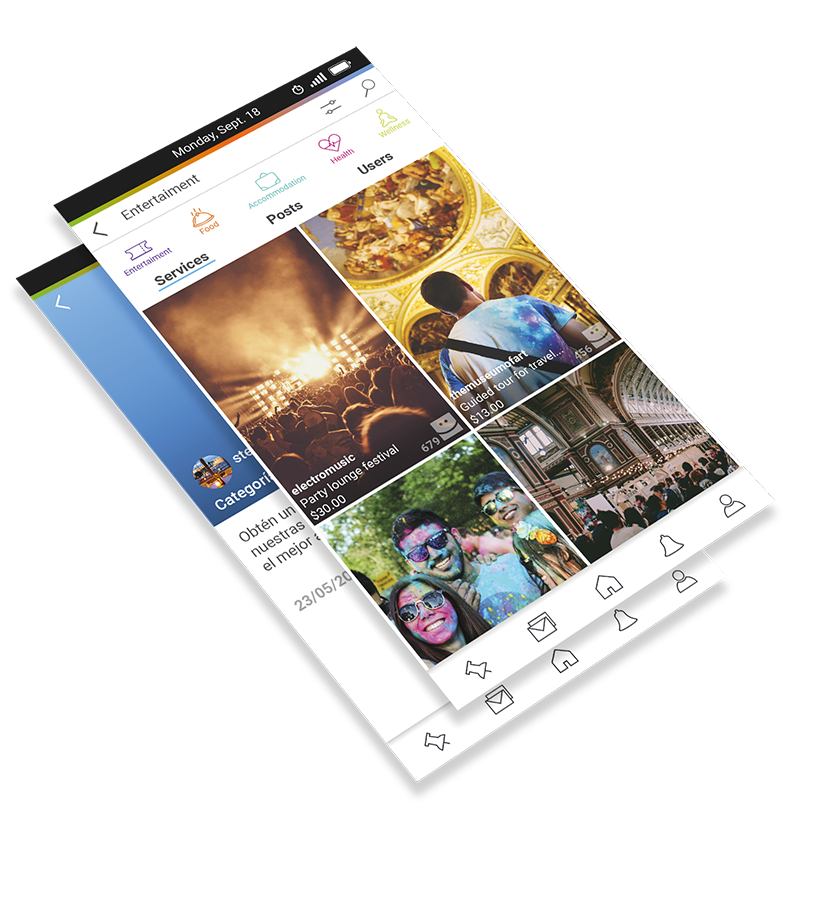 Monday, Sept. 18
Entertaiment
Entertaiment
Food
Accommodation
Health
Wellness
Services
Posts
Users
electromusic
Party lounge festival
$30.00
679
themuseumofart
Guided tour for travel...
$13.00
456
ste
Categorí
Obtén un
nuestras
el mejor a
23/05/20